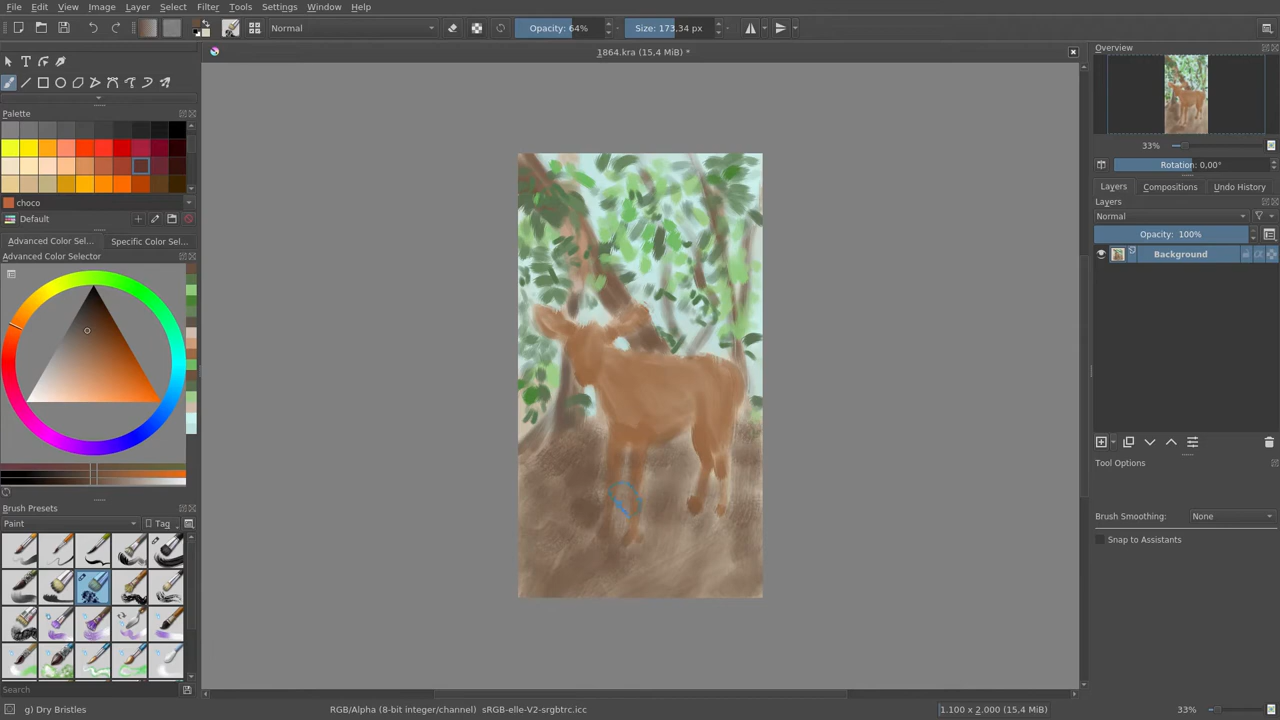 File Edit View Image Layer Select Filter Tools Settings Window Help
Normal Opacity: 64% Size: 173,34 px
1864.kra (15,4 MiB) *
Overview
33%
Rotation: 0,00°
Palette
choco
Default
Advanced Color Sel... Specific Color Sel...
Advanced Color Selector
Layers Compositions Undo History
Layers
Normal
Opacity: 100%
Background
Tool Options
Brush Smoothing: None
Snap to Assistants
Brush Presets
Paint Tag
Search
g) Dry Bristles RGB/Alpha (8-bit integer/channel) sRGB-elle-V2-srgbtrc.icc 1.100 x 2.000 (15,4 MiB) 33%